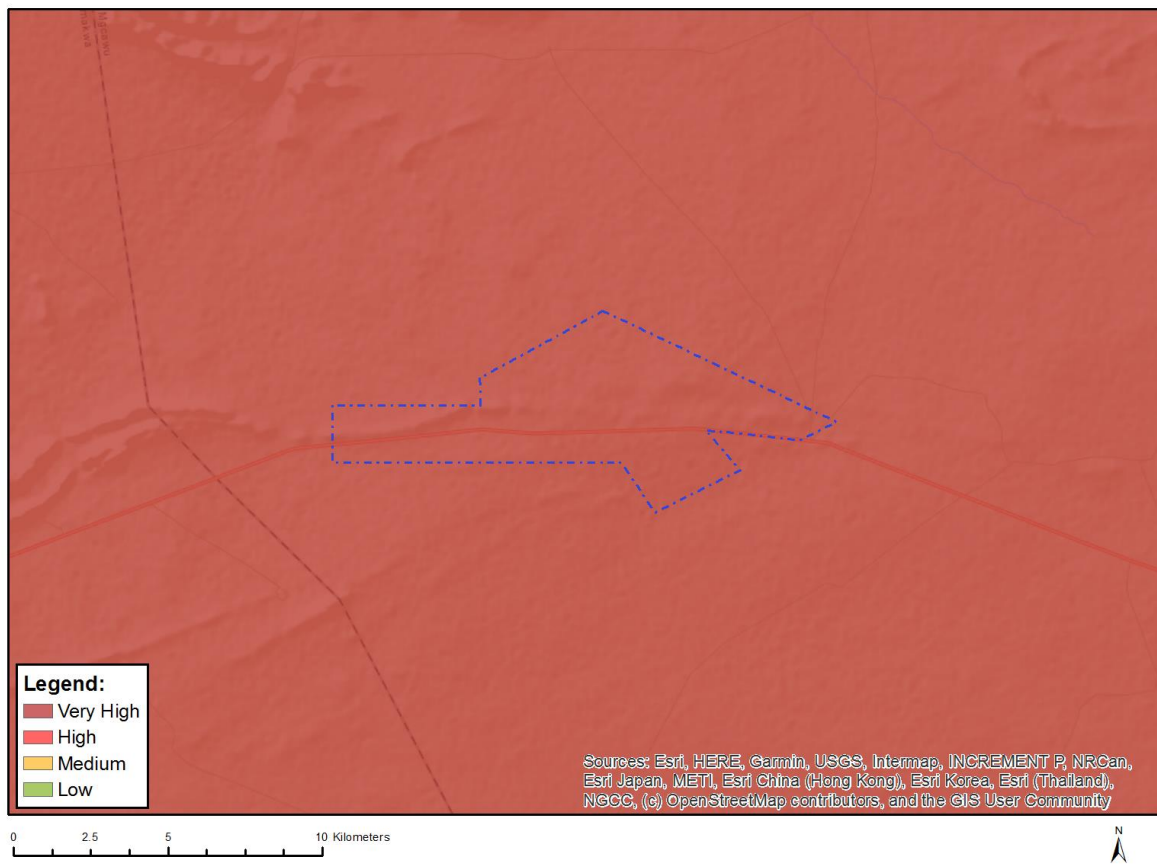 Mgcawu
makwa
Legend:
Very High
High
Medium
Low
Sources: Esri, HERE, Garmin, USGS, Intermap, INCREMENT P, NRCan,
Esri Japan, METI, Esri China (Hong Kong), Esri Korea, Esri (Thailand),
NGCC, (c) OpenStreetMap contributors, and the GIS User Community
0 2.5 5 10 Kilometers
N